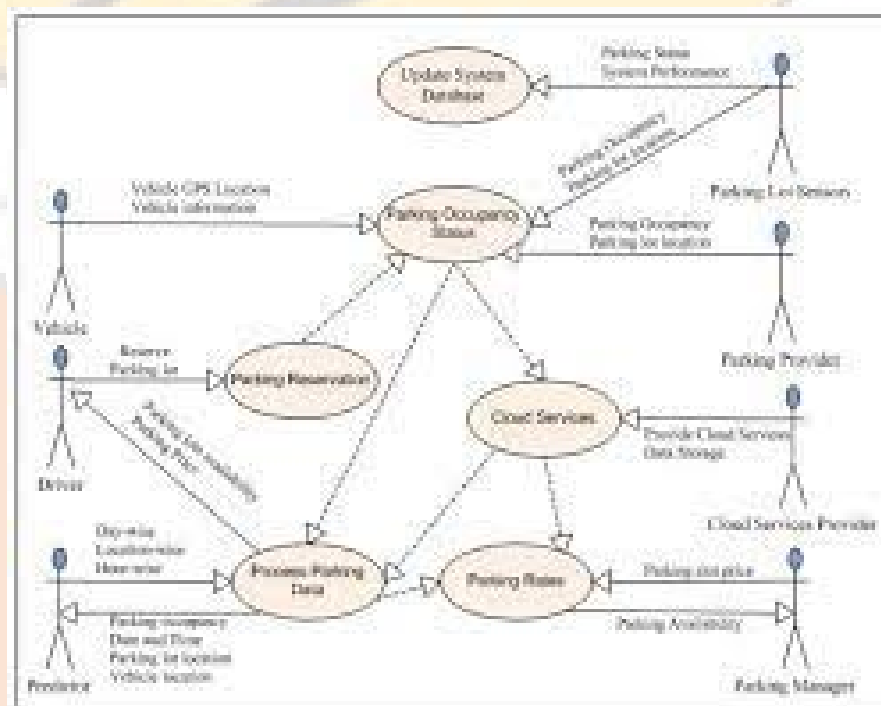 Parking Status
System Performance
Update System
Database
Parking Occupancy
Parking lot location
Parking Lot Sensors
Vehicle GPS Location
Vehicle information
Parking Occupancy
Status
Parking Occupancy
Parking lot location
Vehicle
Parking Provider
Reserve
Parking lot
Parking Reservation
Cloud Services
Provide Cloud Services
Data Storage
Parking
availability
Parking Price
Driver
Cloud Services Provider
Day-wise
Location-wise
Hour-wise
Process Parking
Data
Parking Rates
Parking slot price
Parking Availability
Parking occupancy
Date and Time
Parking lot location
Vehicle location
Parking Manager